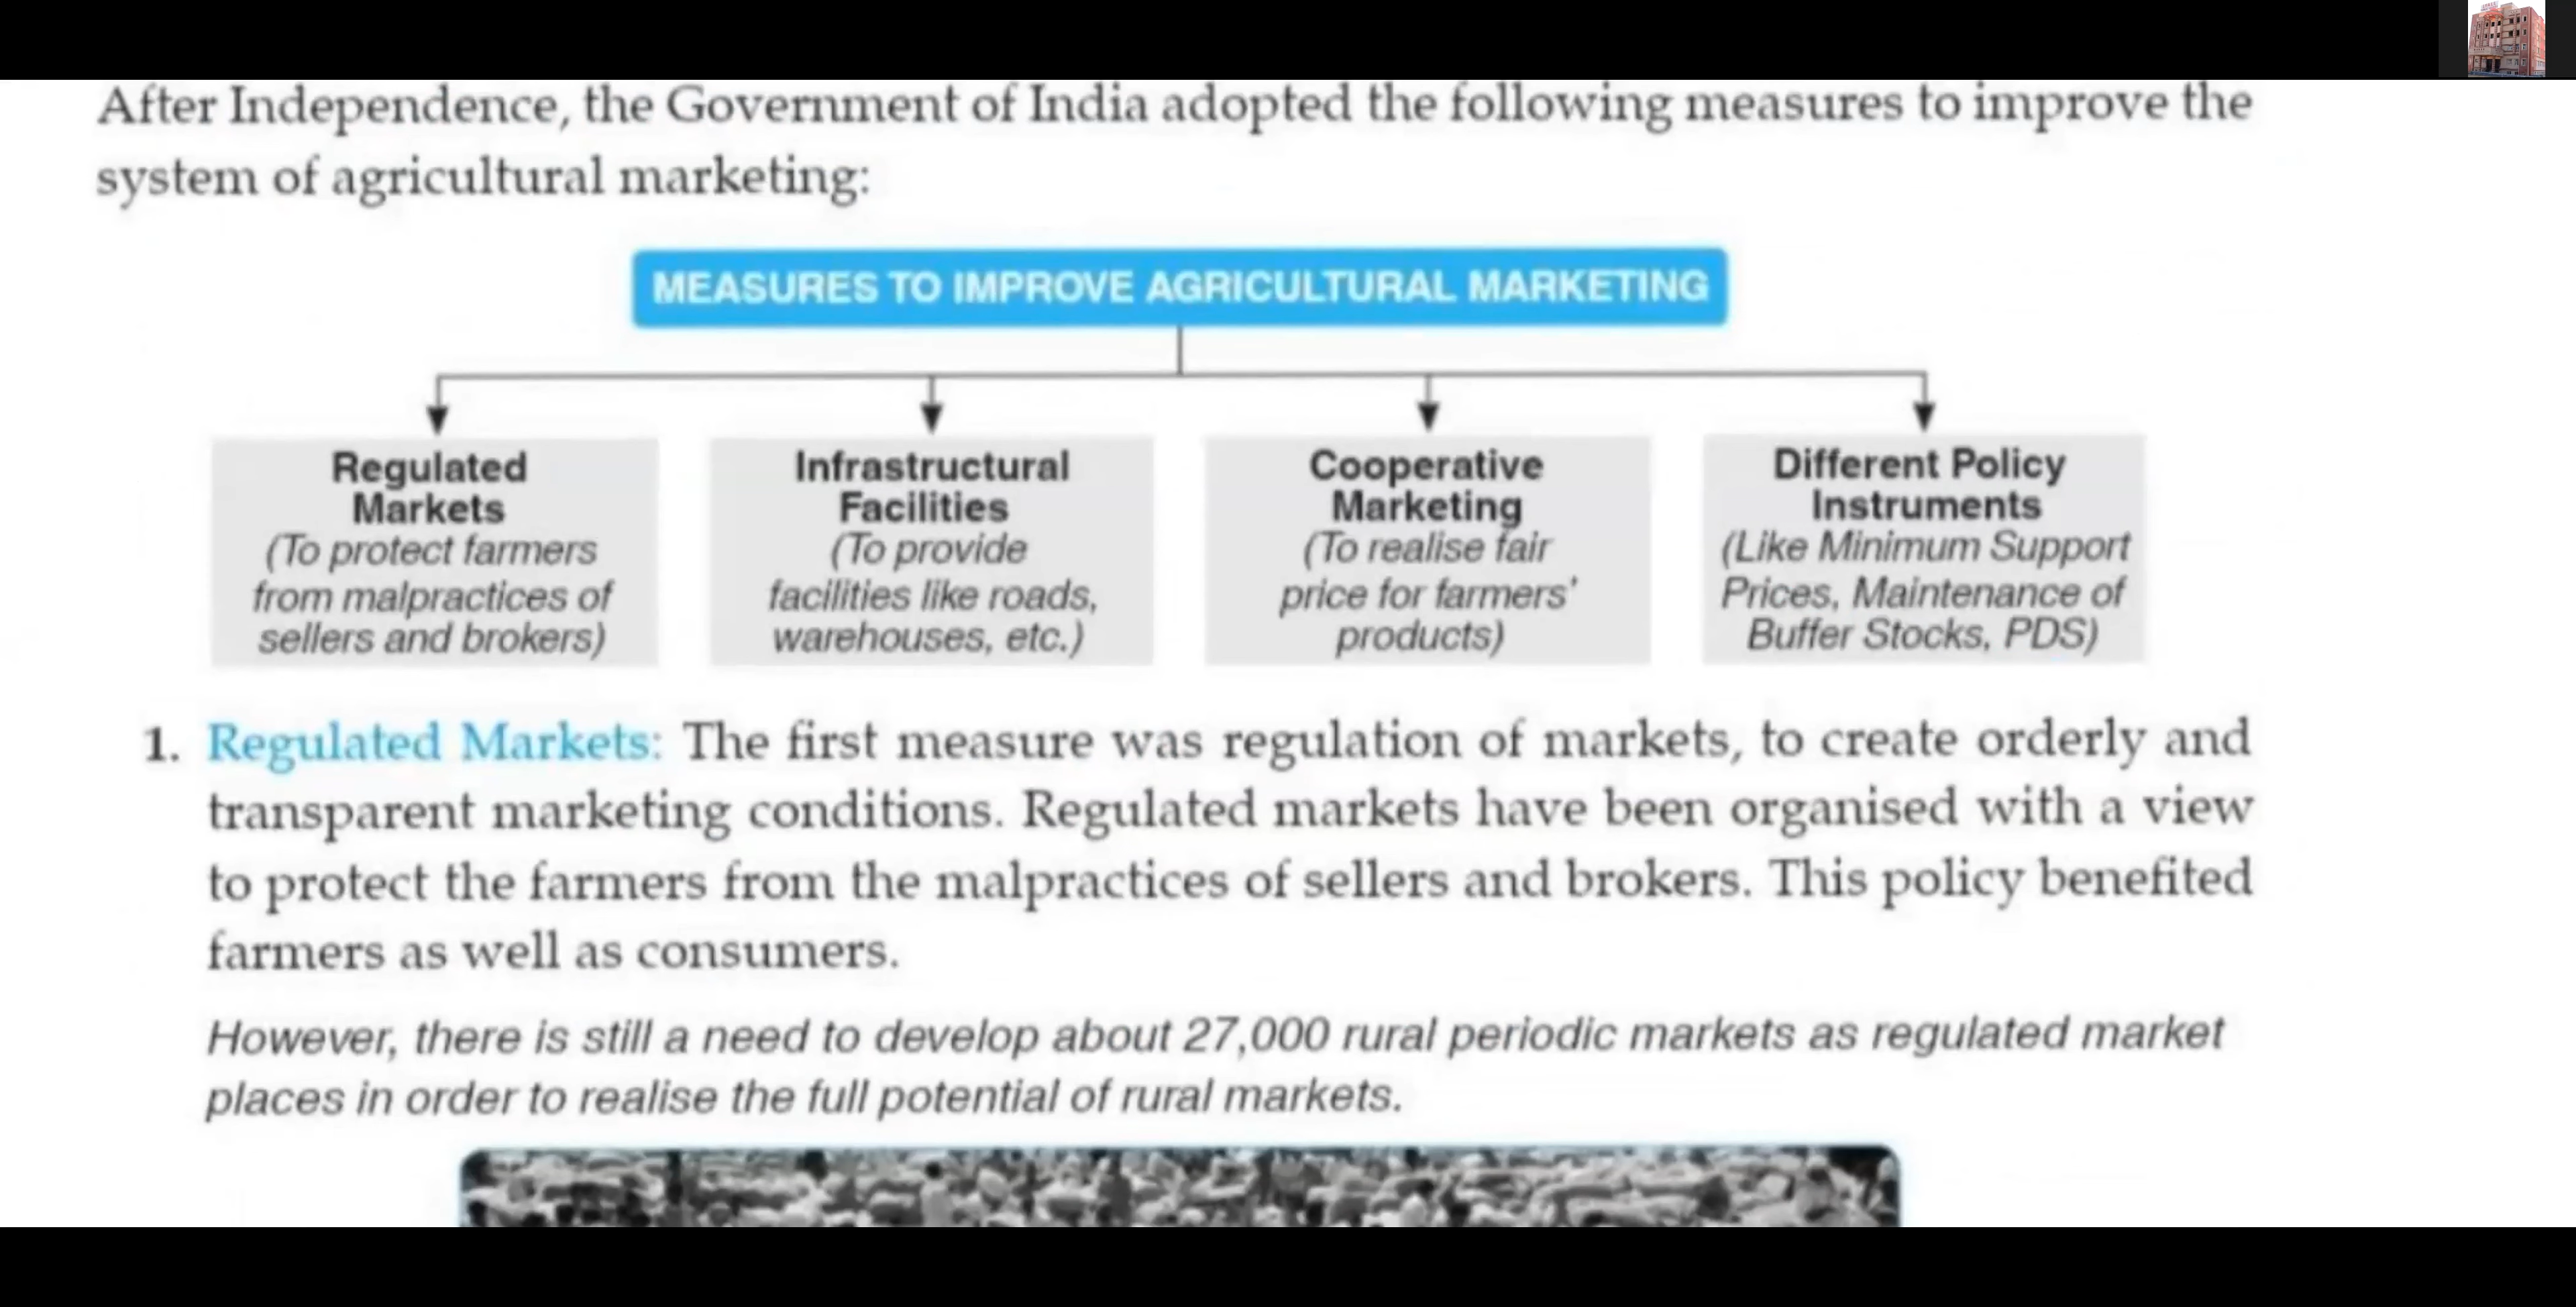 After Independence, the Government of India adopted the following measures to improve the
system of agricultural marketing:
MEASURES TO IMPROVE AGRICULTURAL MARKETING
Regulated
Markets
(To protect farmers
from malpractices of
sellers and brokers)
Infrastructural
Facilities
(To provide
facilities like roads,
warehouses, etc.)
Cooperative
Marketing
(To realise fair
price for farmers'
products)
Different Policy
Instruments
(Like Minimum Support
Prices, Maintenance of
Buffer Stocks, PDS)
1. Regulated Markets: The first measure was regulation of markets, to create orderly and
transparent marketing conditions. Regulated markets have been organised with a view
to protect the farmers from the malpractices of sellers and brokers. This policy benefited
farmers as well as consumers.
However, there is still a need to develop about 27,000 rural periodic markets as regulated market
places in order to realise the full potential of rural markets.